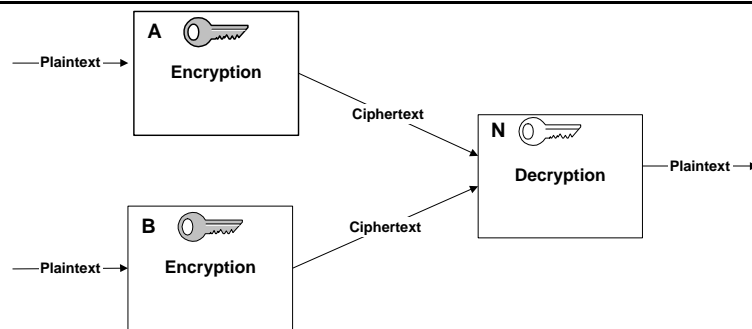 A
Plaintext
Encryption
Ciphertext
N
Decryption
Plaintext
B
Ciphertext
Plaintext
Encryption